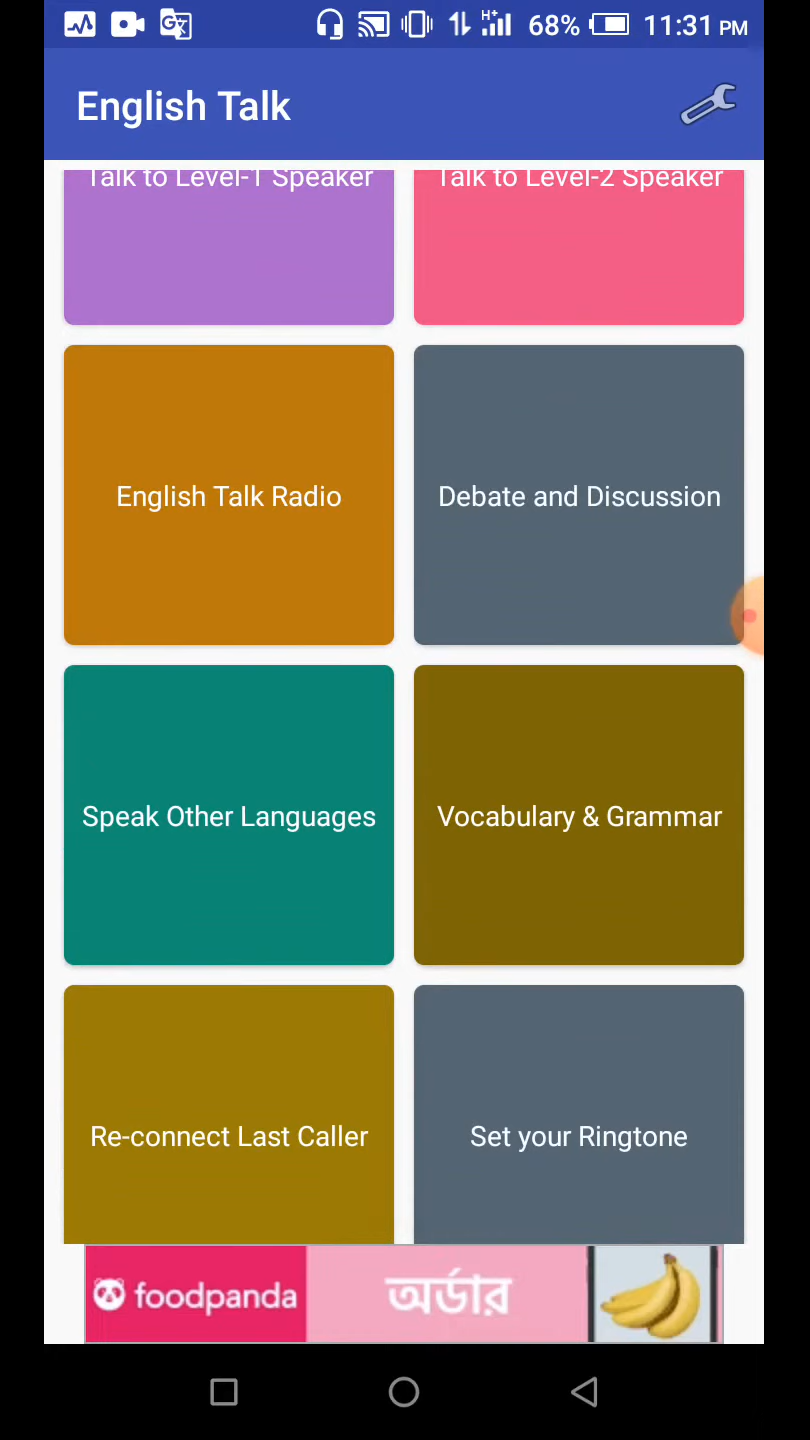 H+ 68% 11:31 PM
English Talk
Talk to Level-1 Speaker
Talk to Level-2 Speaker
English Talk Radio
Debate and Discussion
Speak Other Languages
Vocabulary & Grammar
Re-connect Last Caller
Set your Ringtone
foodpanda
অর্ডার